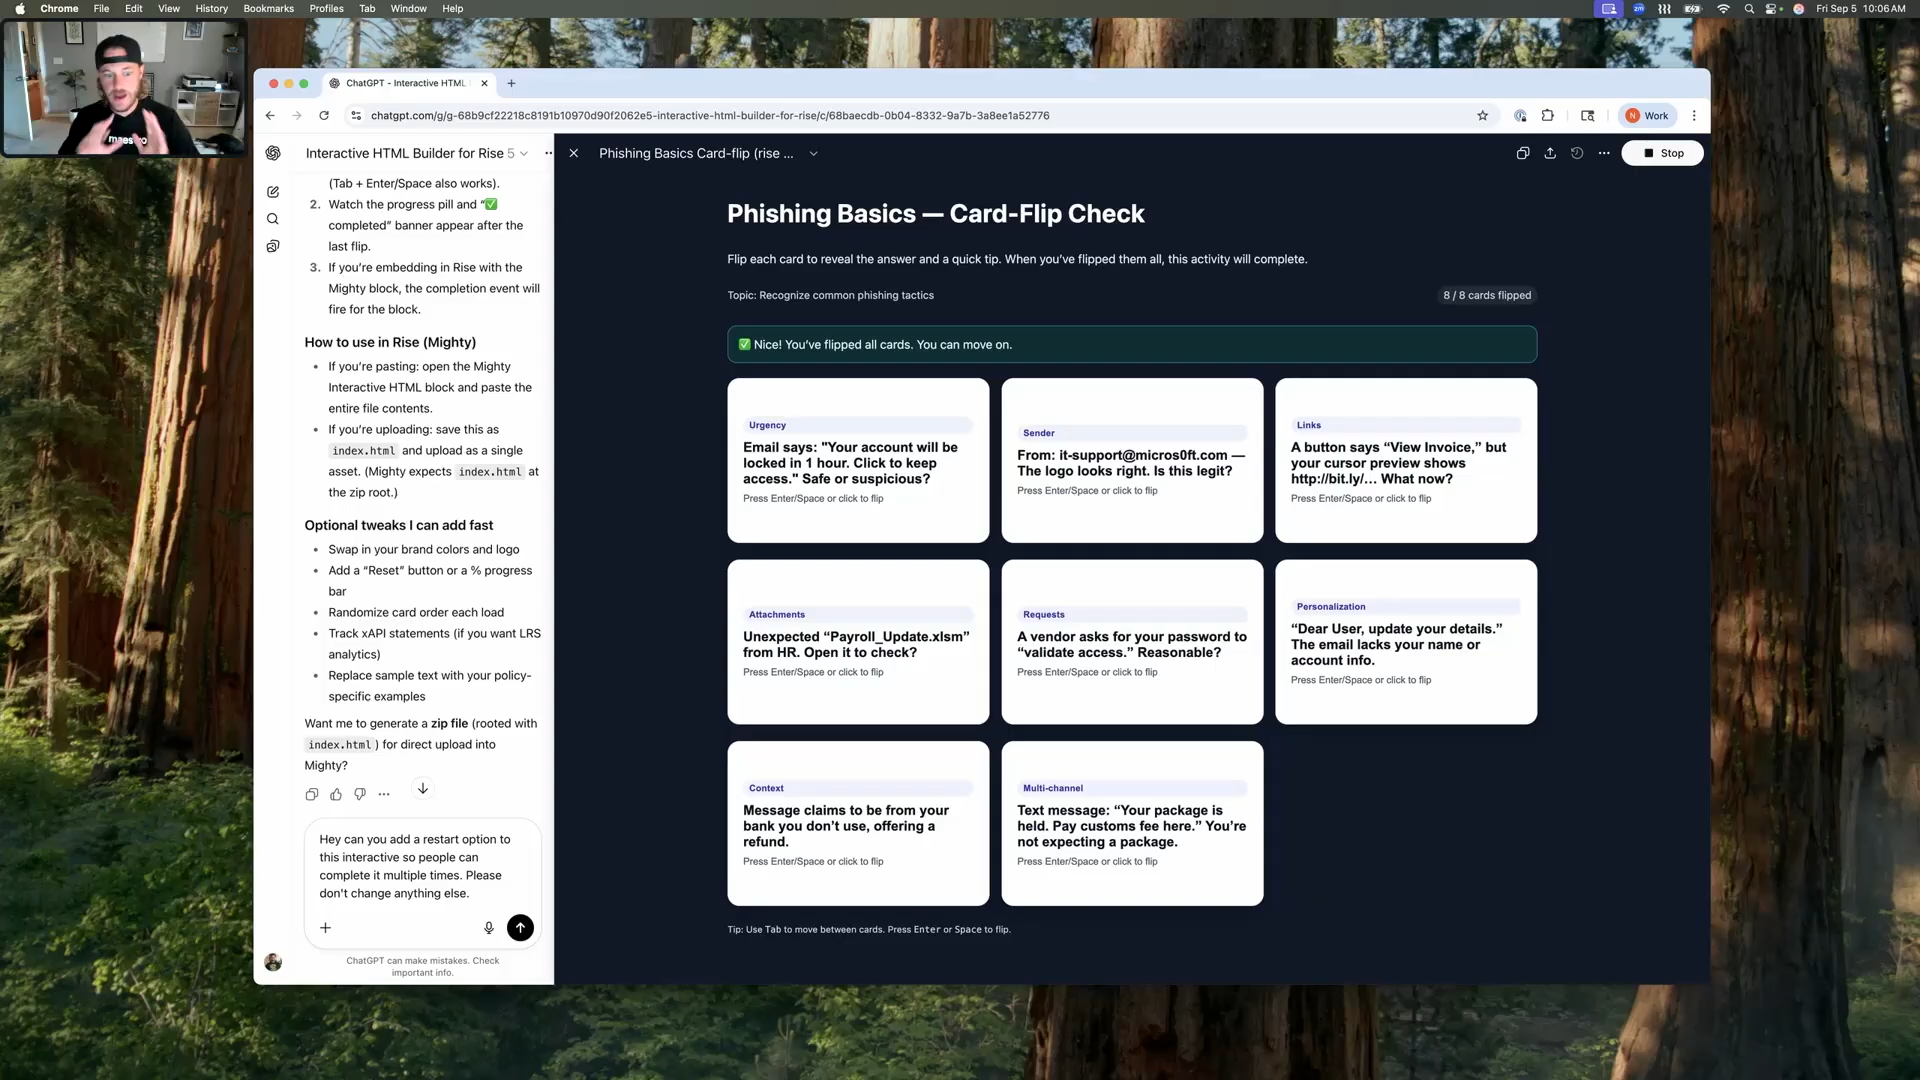 Chrome File Edit View History Bookmarks Profiles Tab Window Help
Fri Sep 5 10:06 AM
ChatGPT - Interactive HTML
chatgpt.com/g/g-68b9cf22218c8191b10970d90f2062e5-interactive-html-builder-for-rise/c/68baecdb-0b04-8332-9a7b-3a8ee1a52776
N Work
Interactive HTML Builder for Rise 5
(Tab + Enter/Space also works).
2. Watch the progress pill and “✅
completed” banner appear after the
last flip.
3. If you’re embedding in Rise with the
Mighty block, the completion event will
fire for the block.
How to use in Rise (Mighty)
• If you’re pasting: open the Mighty
Interactive HTML block and paste the
entire file contents.
• If you’re uploading: save this as
index.html and upload as a single
asset. (Mighty expects index.html at
the zip root.)
Optional tweaks I can add fast
• Swap in your brand colors and logo
• Add a “Reset” button or a % progress
bar
• Randomize card order each load
• Track xAPI statements (if you want LRS
analytics)
• Replace sample text with your policy-
specific examples
Want me to generate a zip file (rooted with
index.html) for direct upload into
Mighty?
Hey can you add a restart option to
this interactive so people can
complete it multiple times. Please
don't change anything else.
ChatGPT can make mistakes. Check
important info.
Phishing Basics Card-flip (rise ...
Stop
Phishing Basics — Card-Flip Check
Flip each card to reveal the answer and a quick tip. When you’ve flipped them all, this activity will complete.
Topic: Recognize common phishing tactics
8 / 8 cards flipped
✅ Nice! You’ve flipped all cards. You can move on.
Urgency
Email says: "Your account will be
locked in 1 hour. Click to keep
access." Safe or suspicious?
Press Enter/Space or click to flip
Sender
From: it-support@micros0ft.com —
The logo looks right. Is this legit?
Press Enter/Space or click to flip
Links
A button says “View Invoice,” but
your cursor preview shows
http://bit.ly/… What now?
Press Enter/Space or click to flip
Attachments
Unexpected “Payroll_Update.xlsm”
from HR. Open it to check?
Press Enter/Space or click to flip
Requests
A vendor asks for your password to
“validate access.” Reasonable?
Press Enter/Space or click to flip
Personalization
“Dear User, update your details.”
The email lacks your name or
account info.
Press Enter/Space or click to flip
Context
Message claims to be from your
bank you don’t use, offering a
refund.
Press Enter/Space or click to flip
Multi-channel
Text message: “Your package is
held. Pay customs fee here.” You’re
not expecting a package.
Press Enter/Space or click to flip
Tip: Use Tab to move between cards. Press Enter or Space to flip.